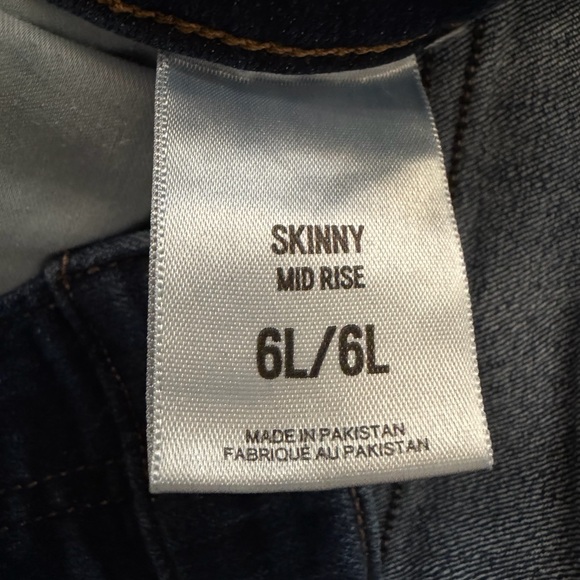 SKINNY
MID RISE
6L/6L
MADE IN PAKISTAN
FABRIQUÉ AU PAKISTAN